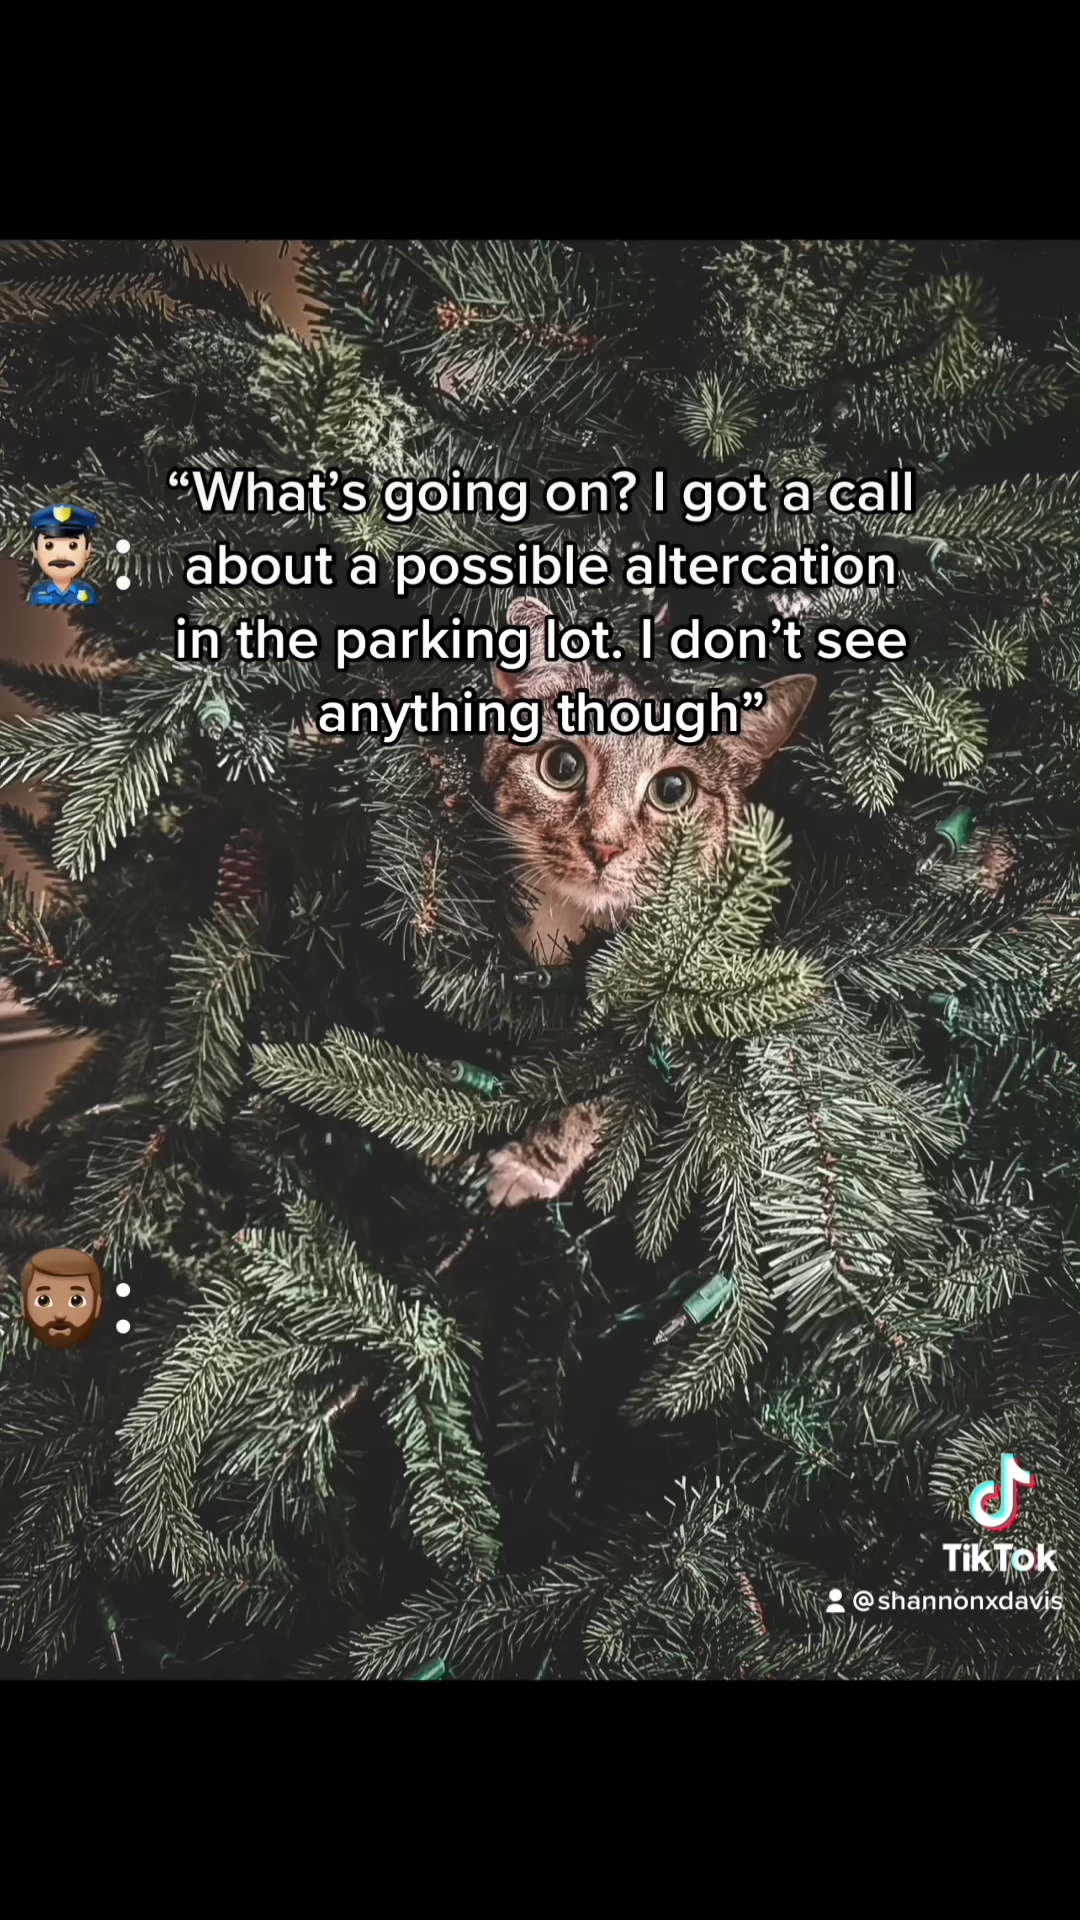 “What’s going on? I got a call
about a possible altercation
in the parking lot. I don’t see
anything though”
:
:
TikTok
@shannonxdavis